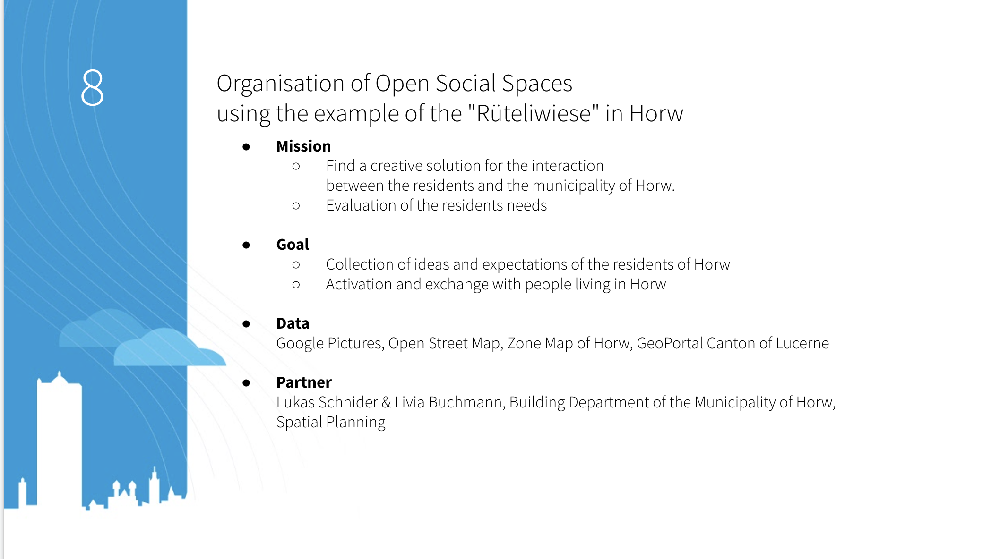 8
Organisation of Open Social Spaces
using the example of the "Rüteliwiese" in Horw
● Mission
○ Find a creative solution for the interaction
between the residents and the municipality of Horw.
○ Evaluation of the residents needs
● Goal
○ Collection of ideas and expectations of the residents of Horw
○ Activation and exchange with people living in Horw
● Data
Google Pictures, Open Street Map, Zone Map of Horw, GeoPortal Canton of Lucerne
● Partner
Lukas Schnider & Livia Buchmann, Building Department of the Municipality of Horw,
Spatial Planning